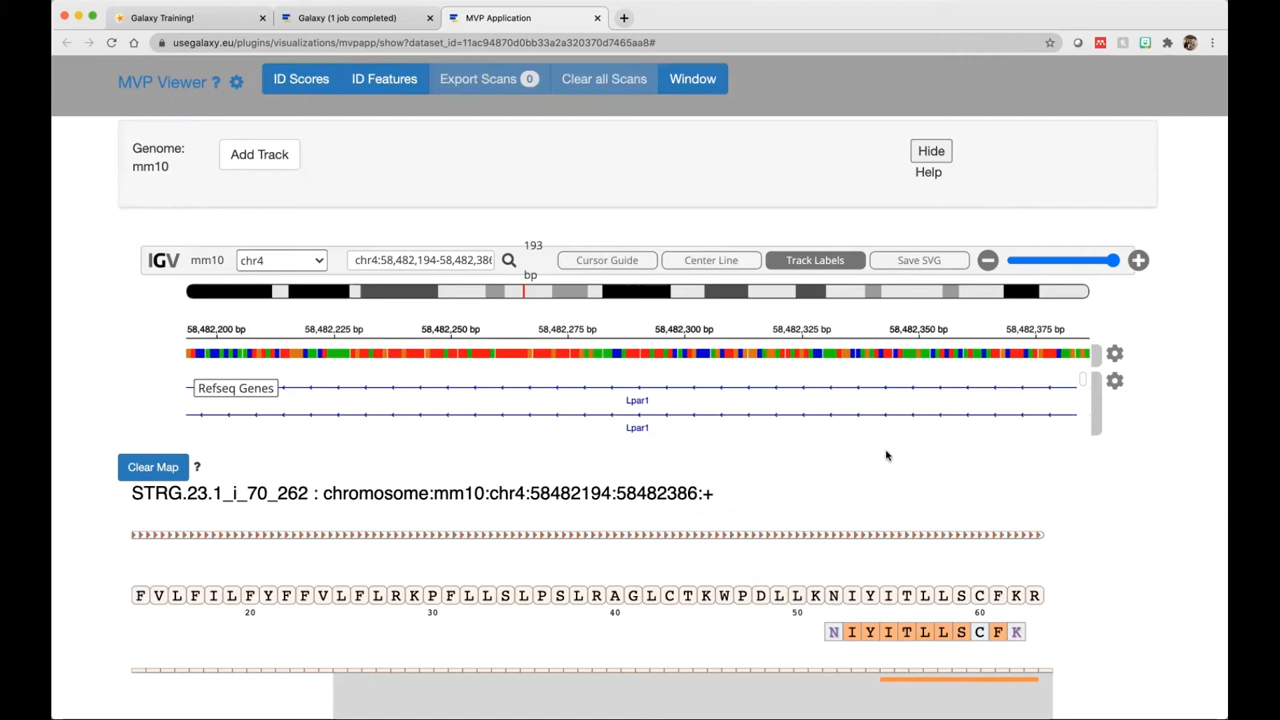 Galaxy Training!
Galaxy (1 job completed)
MVP Application
usegalaxy.eu/plugins/visualizations/mvpapp/show?dataset_id=11ac94870d0bb33a2a320370d7465aa8#
MVP Viewer ?
ID Scores
ID Features
Export Scans 0
Clear all Scans
Window
Genome:
mm10
Add Track
Hide
Help
IGV mm10 chr4 chr4:58,482,194-58,482,386 193 bp Cursor Guide Center Line Track Labels Save SVG
58,482,200 bp 58,482,225 bp 58,482,250 bp 58,482,275 bp 58,482,300 bp 58,482,325 bp 58,482,350 bp 58,482,375 bp
Refseq Genes
Lpar1
Lpar1
Clear Map ?
STRG.23.1_i_70_262 : chromosome:mm10:chr4:58482194:58482386:+
F V L F I L F Y F F V L F L R K P F L L S L P S L R A G L C T K W P D L L K N I Y I T L L S C F K R
20 30 40 50 60
N I Y I T L L S C F K